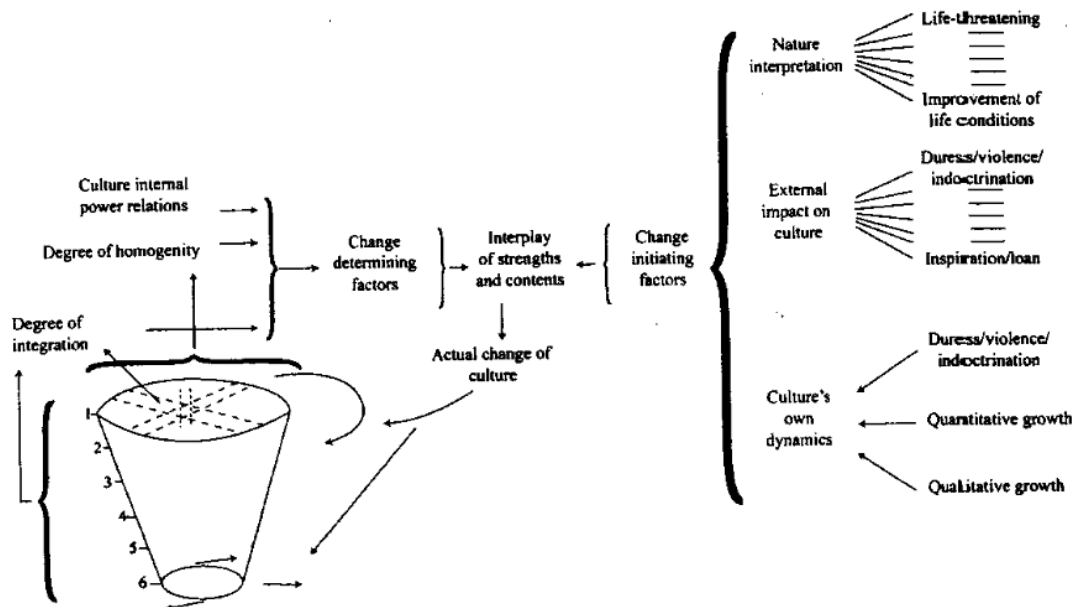 Culture internal
power relations
Degree of homogenity
Degree of
integration
1
2
3
4
5
6
Change
determining
factors
Interplay
of strengths
and contents
Actual change of
culture
Change
initiating
factors
Nature
interpretation
Life-threatening
Improvement of
life conditions
External
impact on
culture
Duress/violence/
indoctrination
Inspiration/loan
Culture's
own
dynamics
Duress/violence/
indoctrination
Quantitative growth
Qualitative growth